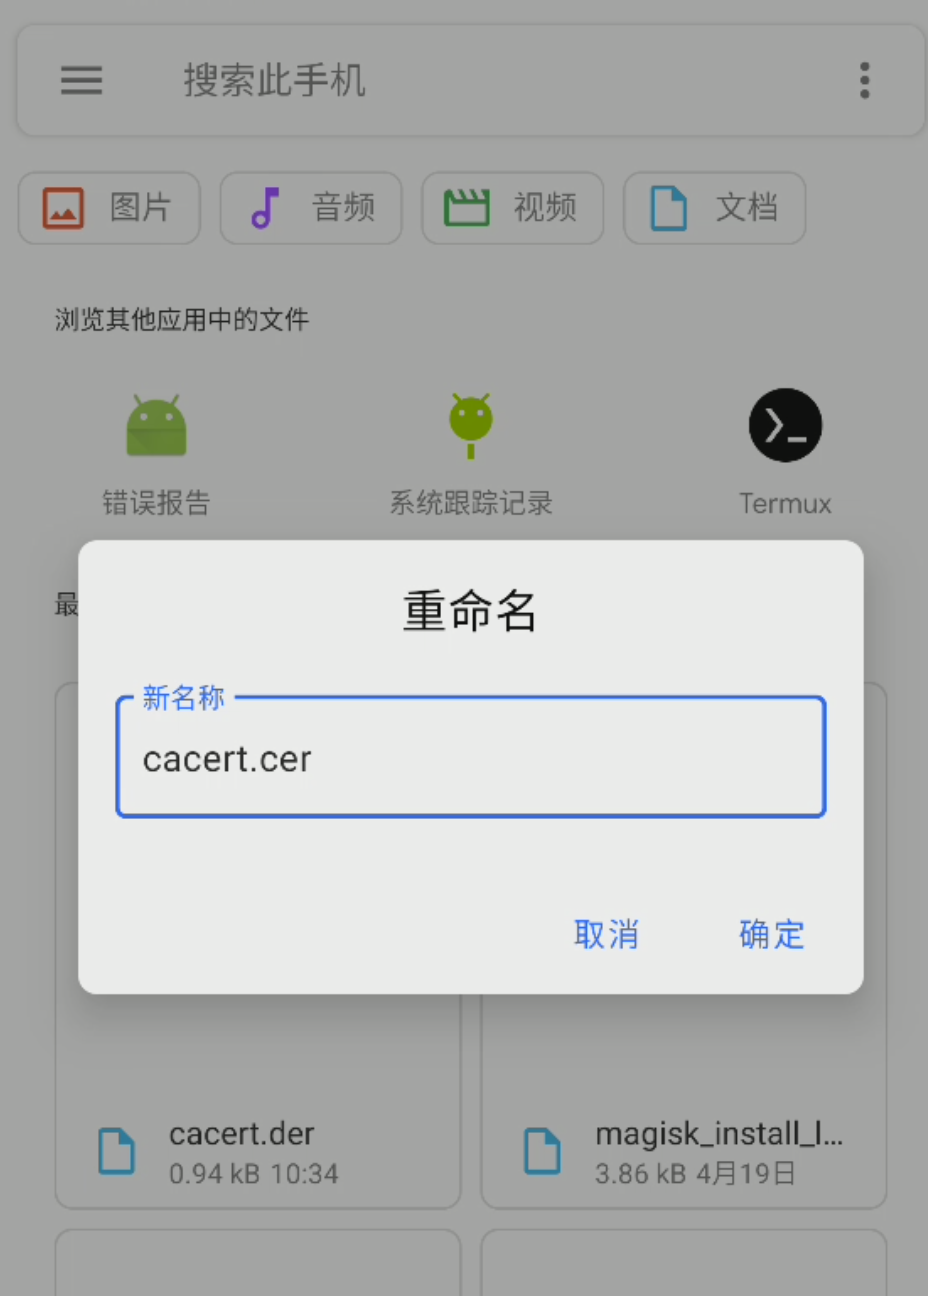 搜索此手机
图片 音频 视频 文档
浏览其他应用中的文件
错误报告 系统跟踪记录 Termux
最
重命名
新名称
cacert.cer
取消 确定
cacert.der magisk_install_l...
0.94 kB 10:34 3.86 kB 4月19日